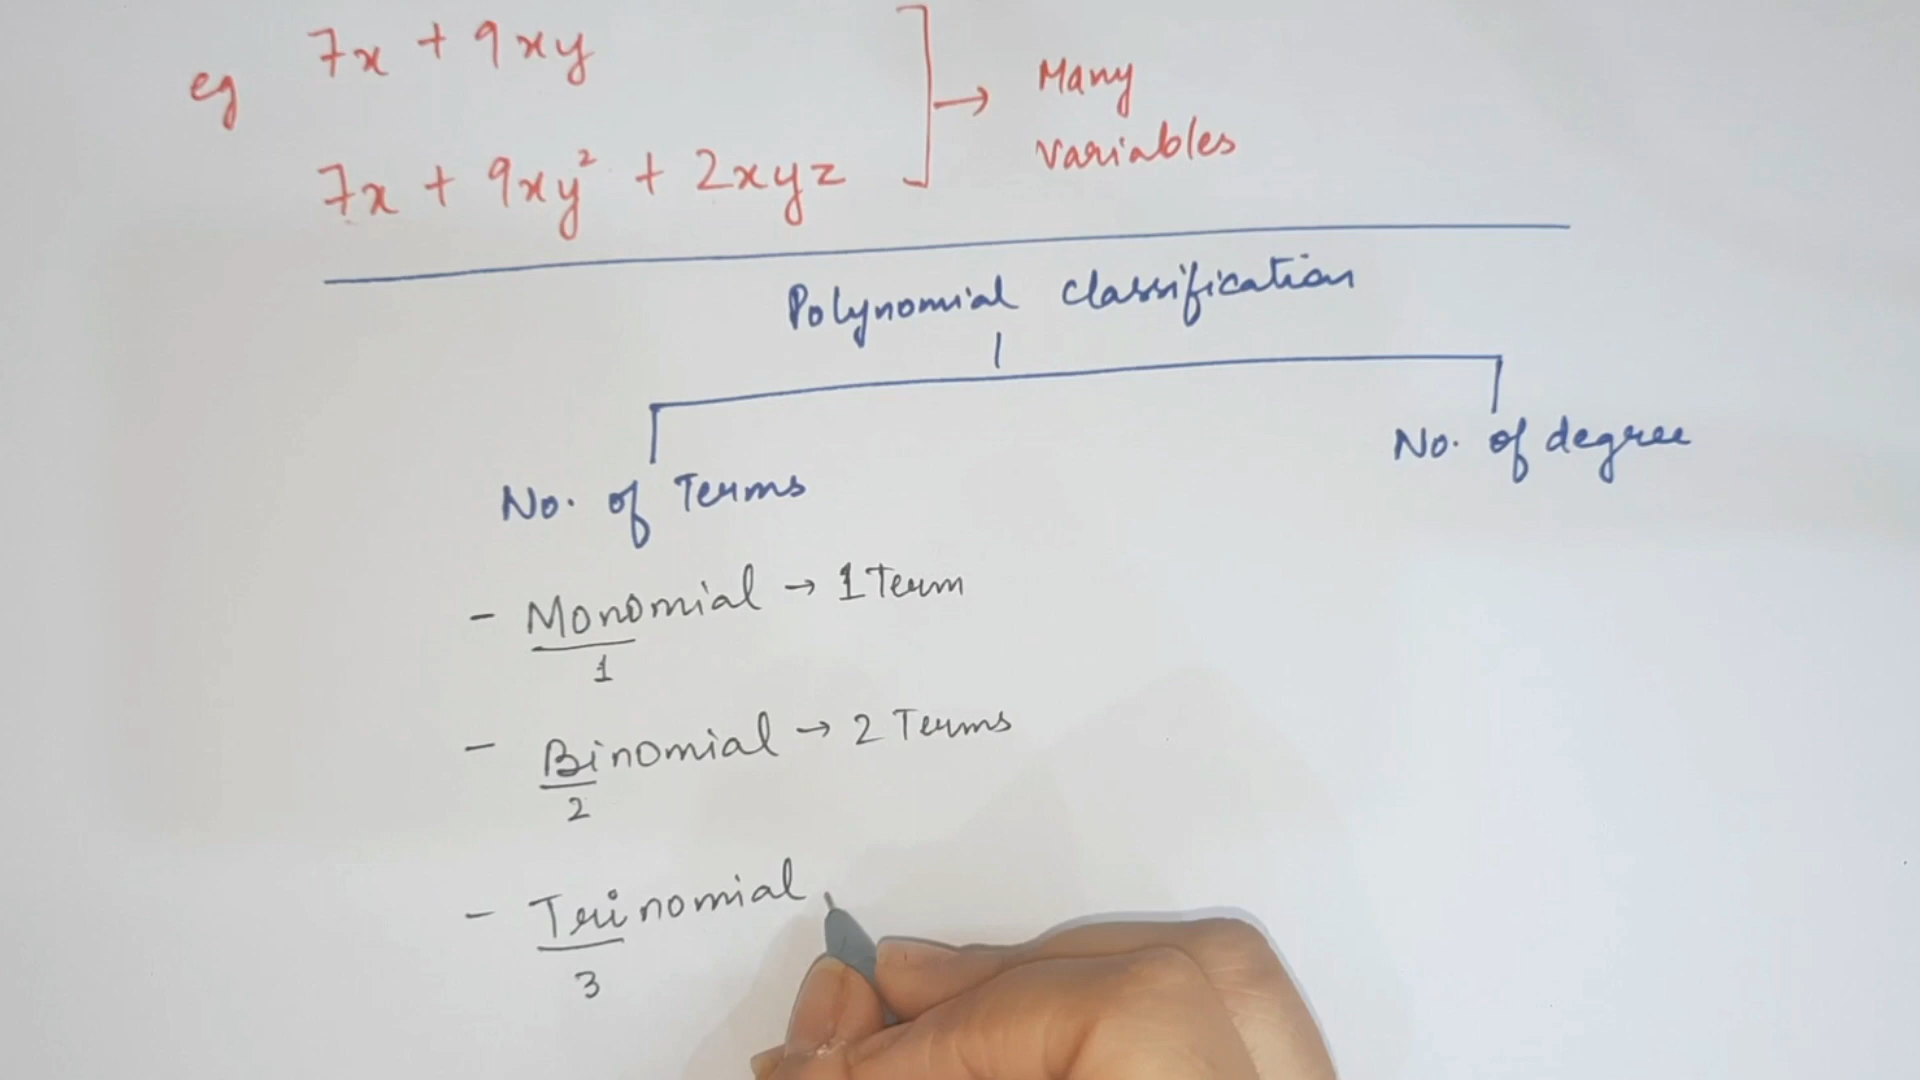 eg 7x + 9xy
7x + 9xy² + 2xyz
→ Many
variables
Polynomial classification
No. of Terms
No. of degree
- Monomial → 1 Term
1
- Binomial → 2 Terms
2
- Trinomial
3